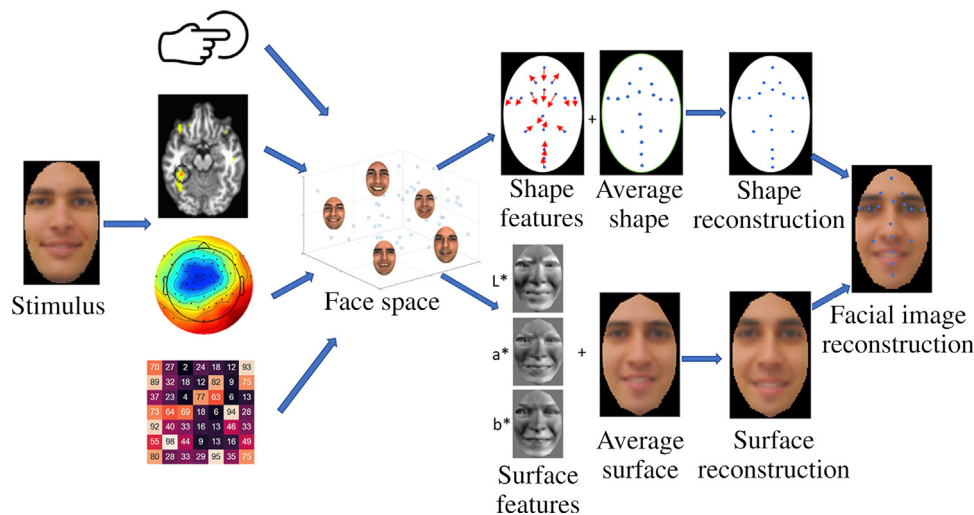 Stimulus
70 27 2 24 18 12 93
89 32 18 12 82 9 75
37 23 4 77 63 6 13
73 64 69 18 6 94 28
92 40 33 16 13 46 33
55 98 44 9 13 16 49
80 28 33 29 95 35 75
Face space
+
Shape
features
Average
shape
Shape
reconstruction
L*
a*
b*
+
Surface
features
Average
surface
Surface
reconstruction
Facial image
reconstruction